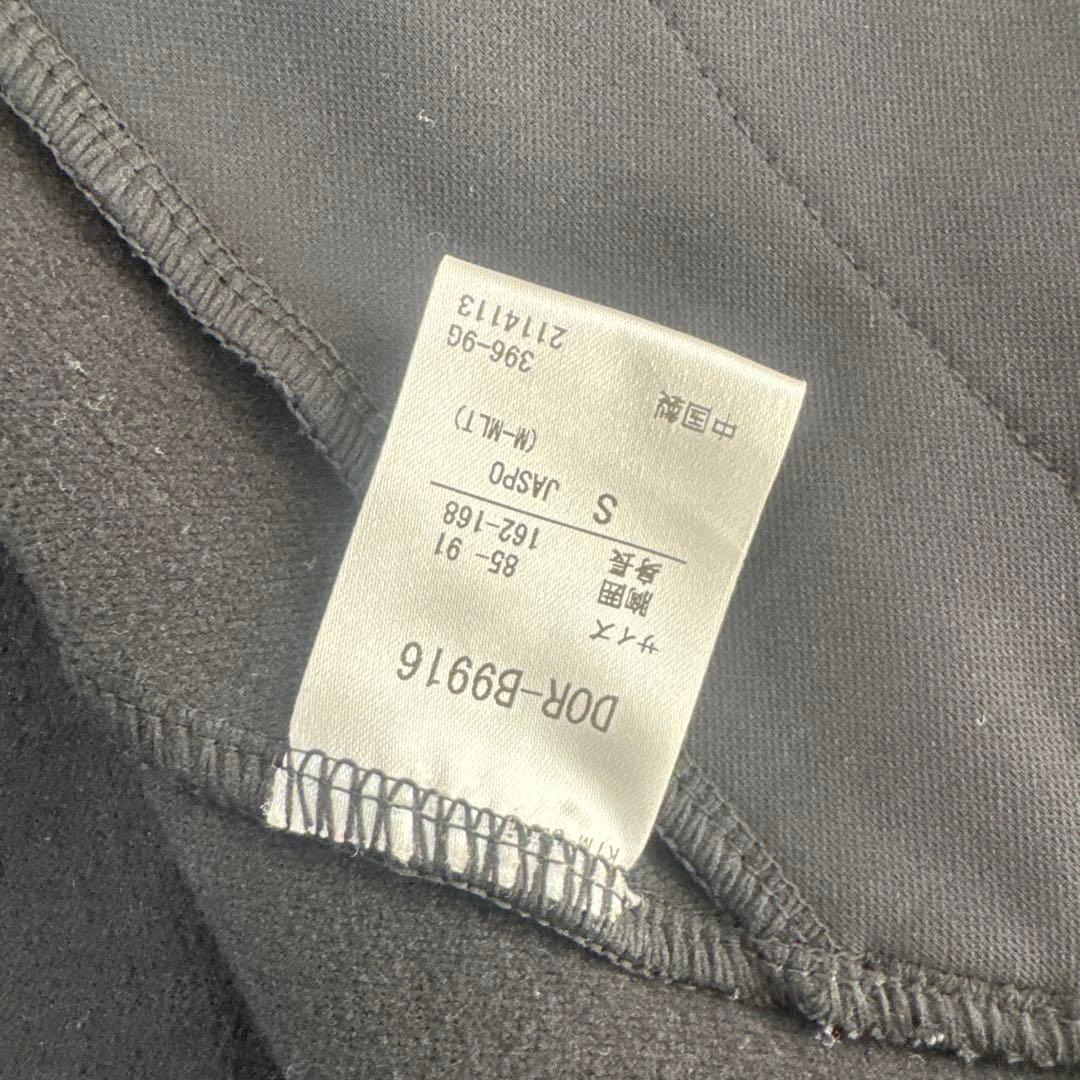 DOR-B9916
サイズ
胸囲 85- 91
身長 162-168
S JASPO
(M-MLT)
中国製 396-9G
2114113